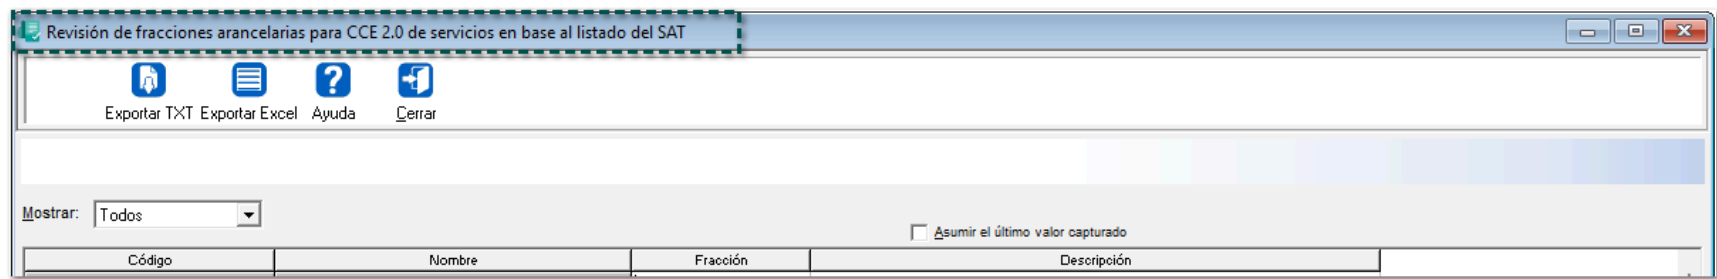 Revisión de fracciones arancelarias para CCE 2.0 de servicios en base al listado del SAT
Exportar TXT Exportar Excel Ayuda Cerrar
Mostrar: Todos
Asumir el último valor capturado
Código Nombre Fracción Descripción